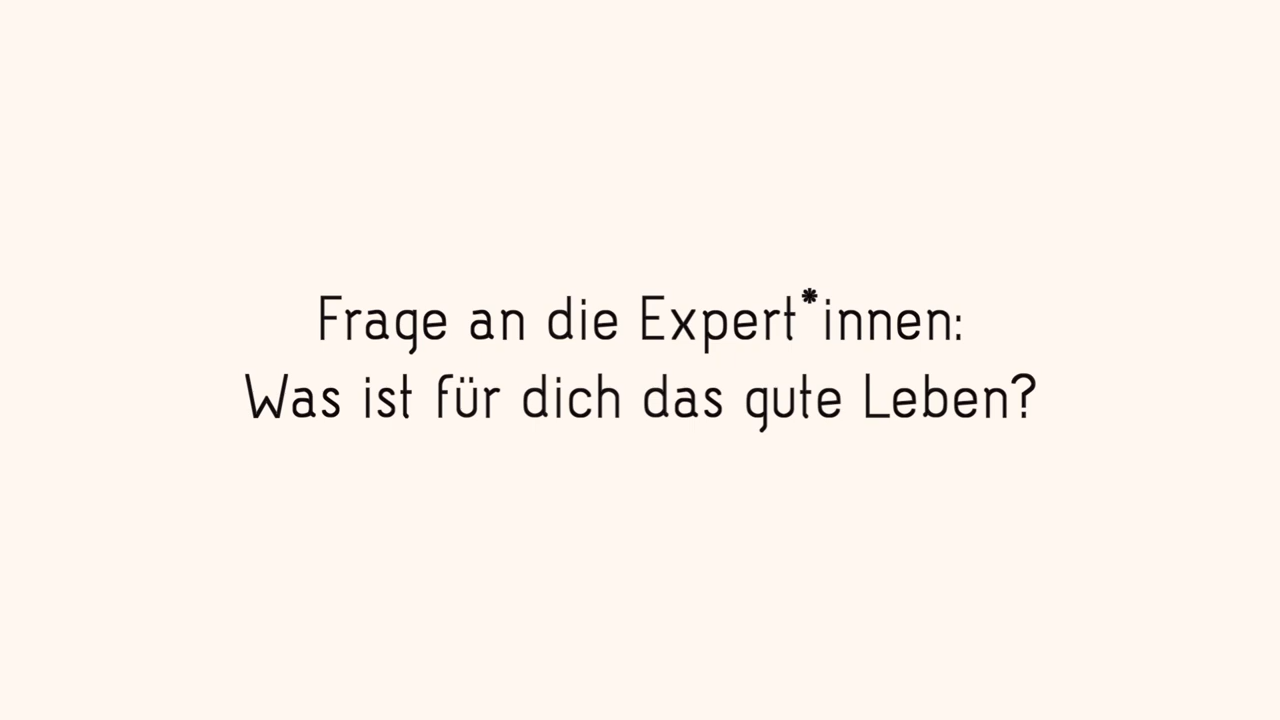 Frage an die Expert*innen:
Was ist für dich das gute Leben?